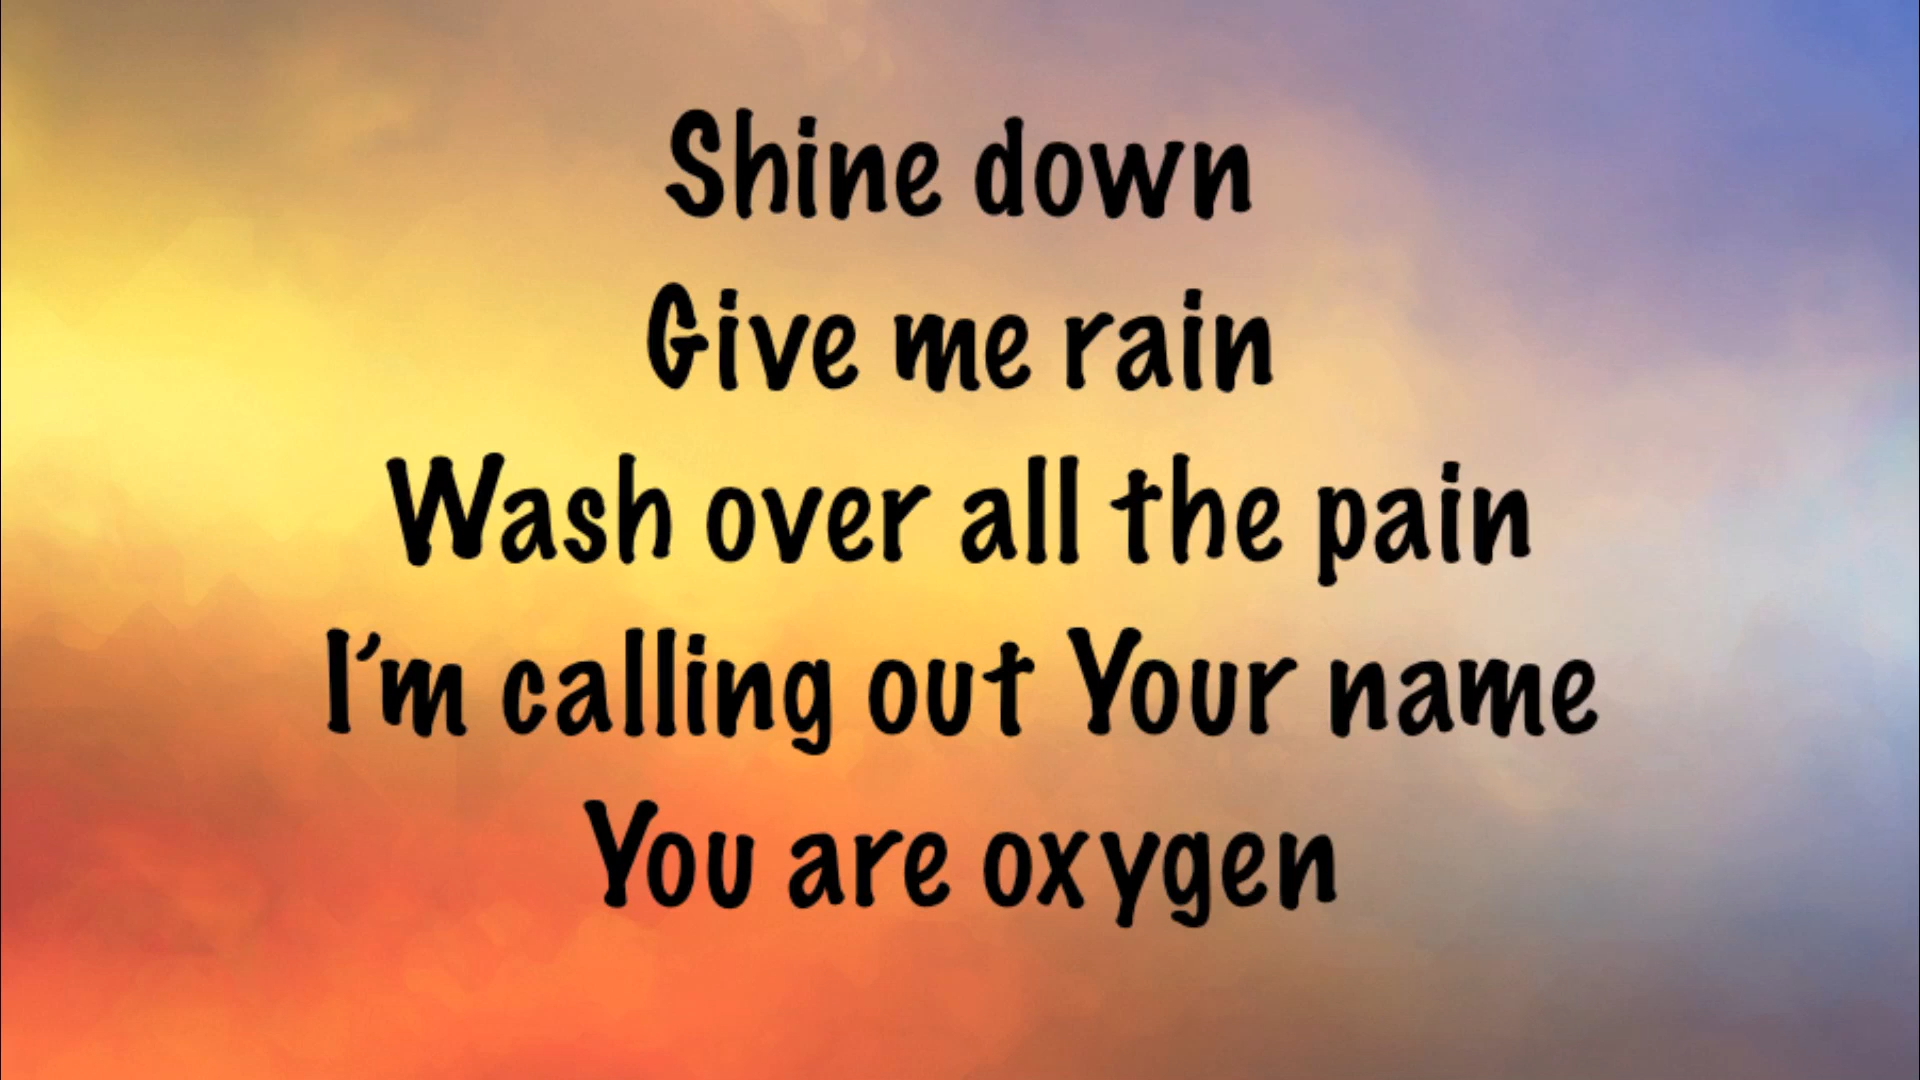 Shine down
Give me rain
Wash over all the pain
I'm calling out Your name
You are oxygen